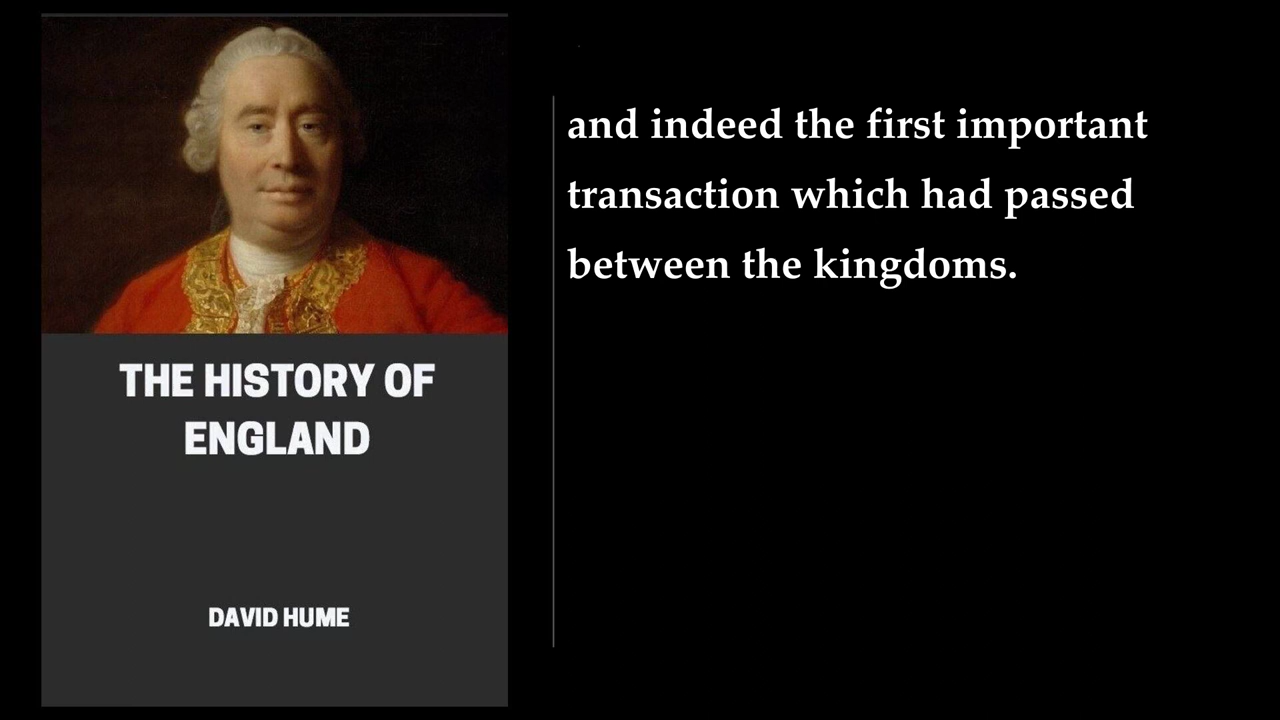 THE HISTORY OF
ENGLAND
DAVID HUME
and indeed the first important
transaction which had passed
between the kingdoms.